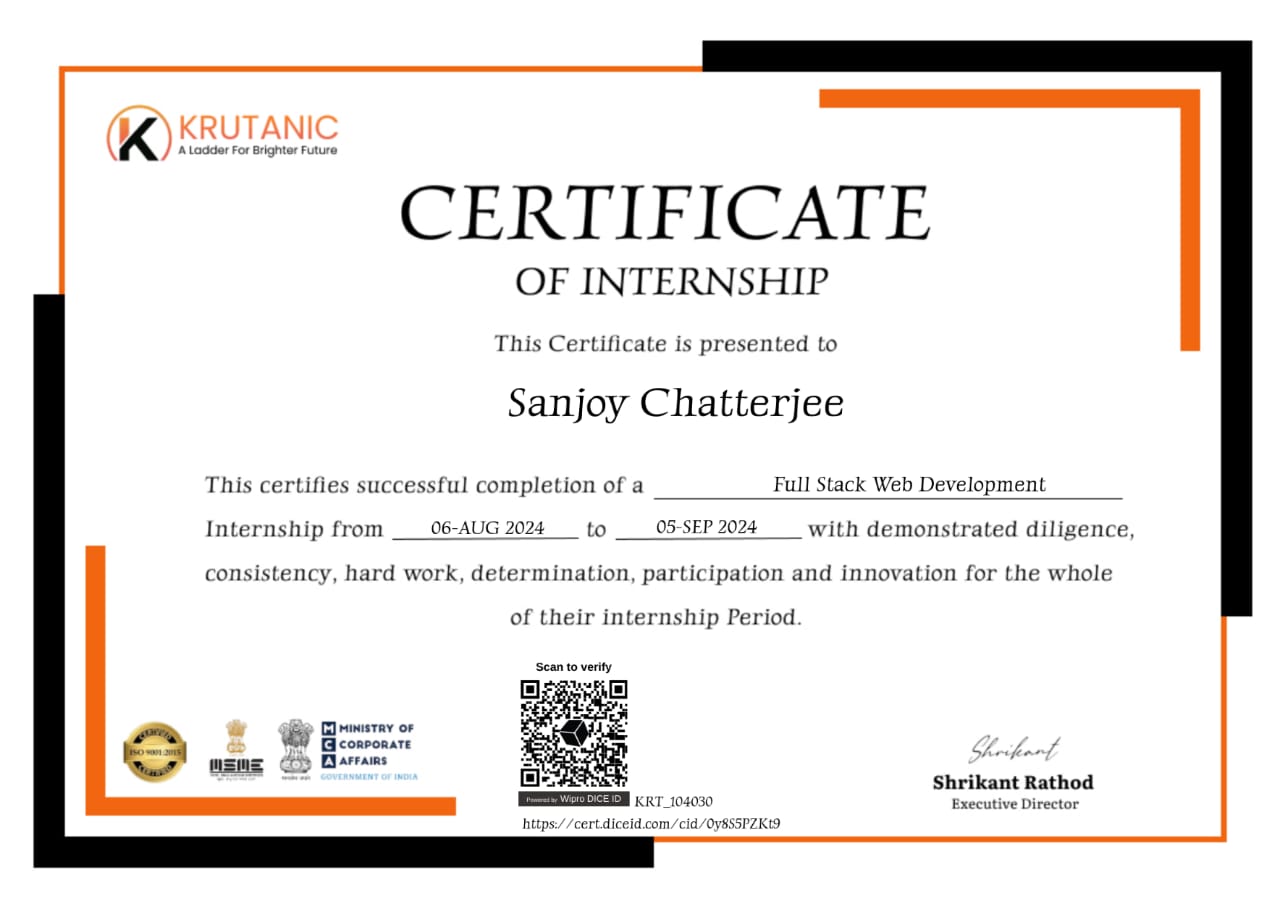 KRUTANIC
A Ladder For Brighter Future
CERTIFICATE
OF INTERNSHIP
This Certificate is presented to
Sanjoy Chatterjee
This certifies successful completion of a Full Stack Web Development
Internship from 06-AUG 2024 to 05-SEP 2024 with demonstrated diligence,
consistency, hard work, determination, participation and innovation for the whole
of their internship Period.
Scan to verify
CERTIFIED
ISO 9001:2015
CERTIFIED
MSME
MINISTRY OF
CORPORATE
AFFAIRS
GOVERNMENT OF INDIA
Powered by Wipro DICE ID
KRT_104030
https://cert.diceid.com/cid/0y8S5PZKt9
Shrikant
Shrikant Rathod
Executive Director